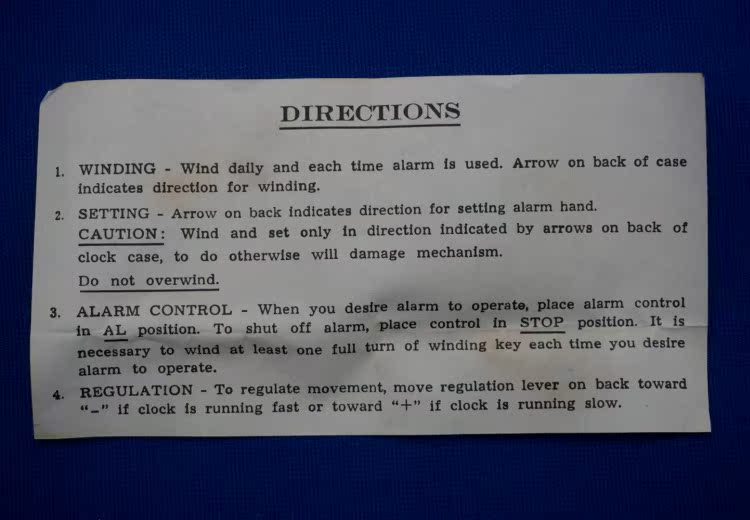 DIRECTIONS
1. WINDING - Wind daily and each time alarm is used. Arrow on back of case
indicates direction for winding.
2. SETTING - Arrow on back indicates direction for setting alarm hand.
CAUTION: Wind and set only in direction indicated by arrows on back of
clock case, to do otherwise will damage mechanism.
Do not overwind.
3. ALARM CONTROL - When you desire alarm to operate, place alarm control
in AL position. To shut off alarm, place control in STOP position. It is
necessary to wind at least one full turn of winding key each time you desire
alarm to operate.
4. REGULATION - To regulate movement, move regulation lever on back toward
“-” if clock is running fast or toward “+” if clock is running slow.